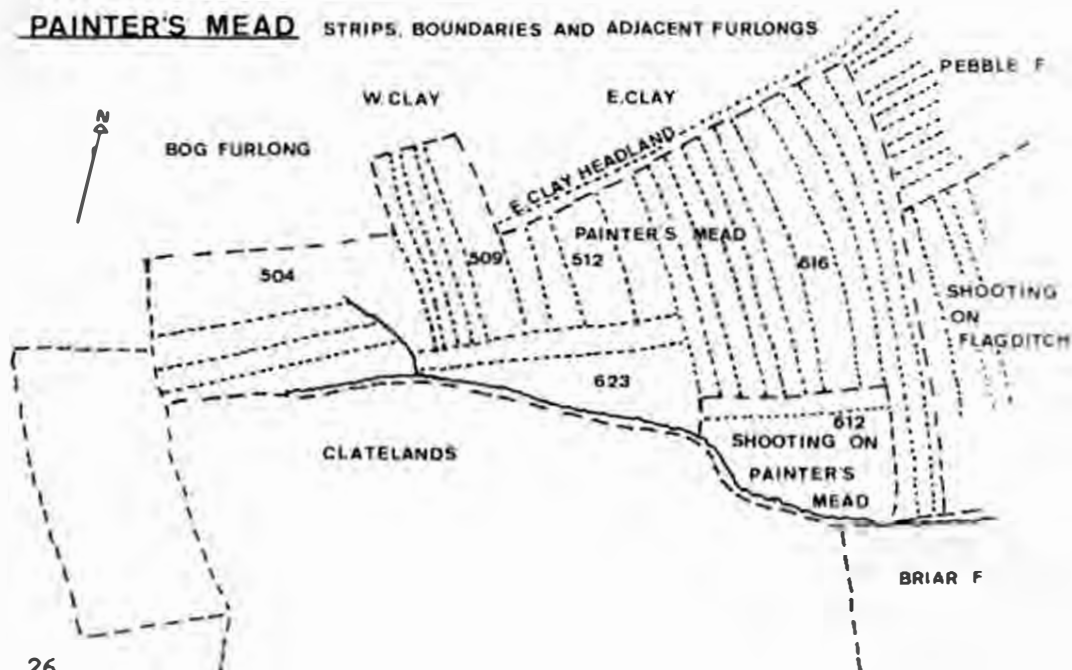 PAINTER'S MEAD STRIPS, BOUNDARIES AND ADJACENT FURLONGS
PEBBLE F
W. CLAY
E. CLAY
N
BOG FURLONG
E. CLAY HEADLAND
PAINTER'S MEAD
504
509
512
616
SHOOTING
ON
FLAGDITCH
623
612
SHOOTING ON
PAINTER'S
MEAD
CLATELANDS
BRIAR F
26